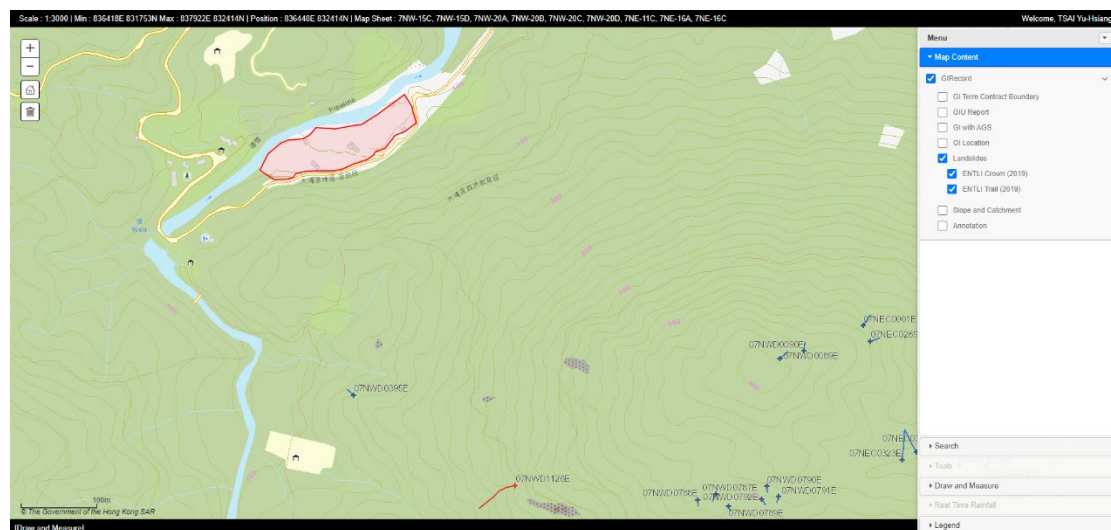 Scale : 1:3000 | Min : 836418E 831753N Max : 837922E 832414N | Position : 836448E 832414N | Map Sheet : 7NW-15C, 7NW-15D, 7NW-20A, 7NW-20B, 7NW-20C, 7NW-20D, 7NE-11C, 7NE-16A, 7NE-16C
Welcome, TSAI Yu-Hsiang
Menu
Map Content
GIRecord
GI Term Contract Boundary
GIU Report
GI with AGS
GI Location
Landslides
ENTLI Crown (2019)
ENTLI Trail (2019)
Slope and Catchment
Annotation
Search
Tools
Draw and Measure
Real Time Rainfall
Legend
Pipeline
堰
Weir
07NEC0001E
07NWD0090E
07NWD0089E
07NWD0395E
07NEC0323E
07NWD1126E
07NWD0787E
07NWD0790E
07NWD0792E
07NWD0791E
07NWD0789E
100m
© The Government of the Hong Kong SAR
[Draw and Measure]